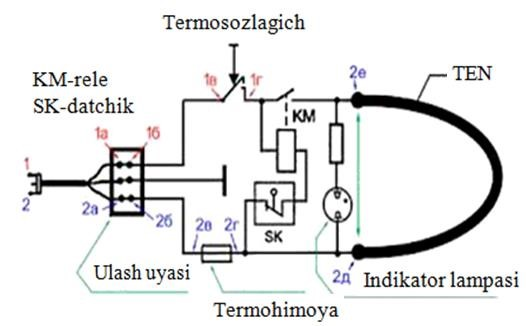 Termosozlagich
KM-rele
SK-datchik
1в
1г
2e
TEN
KM
1a
1б
1
2
2a
2б
2в
2г
SK
2д
Ulash uyasi
Termohimoya
Indikator lampasi